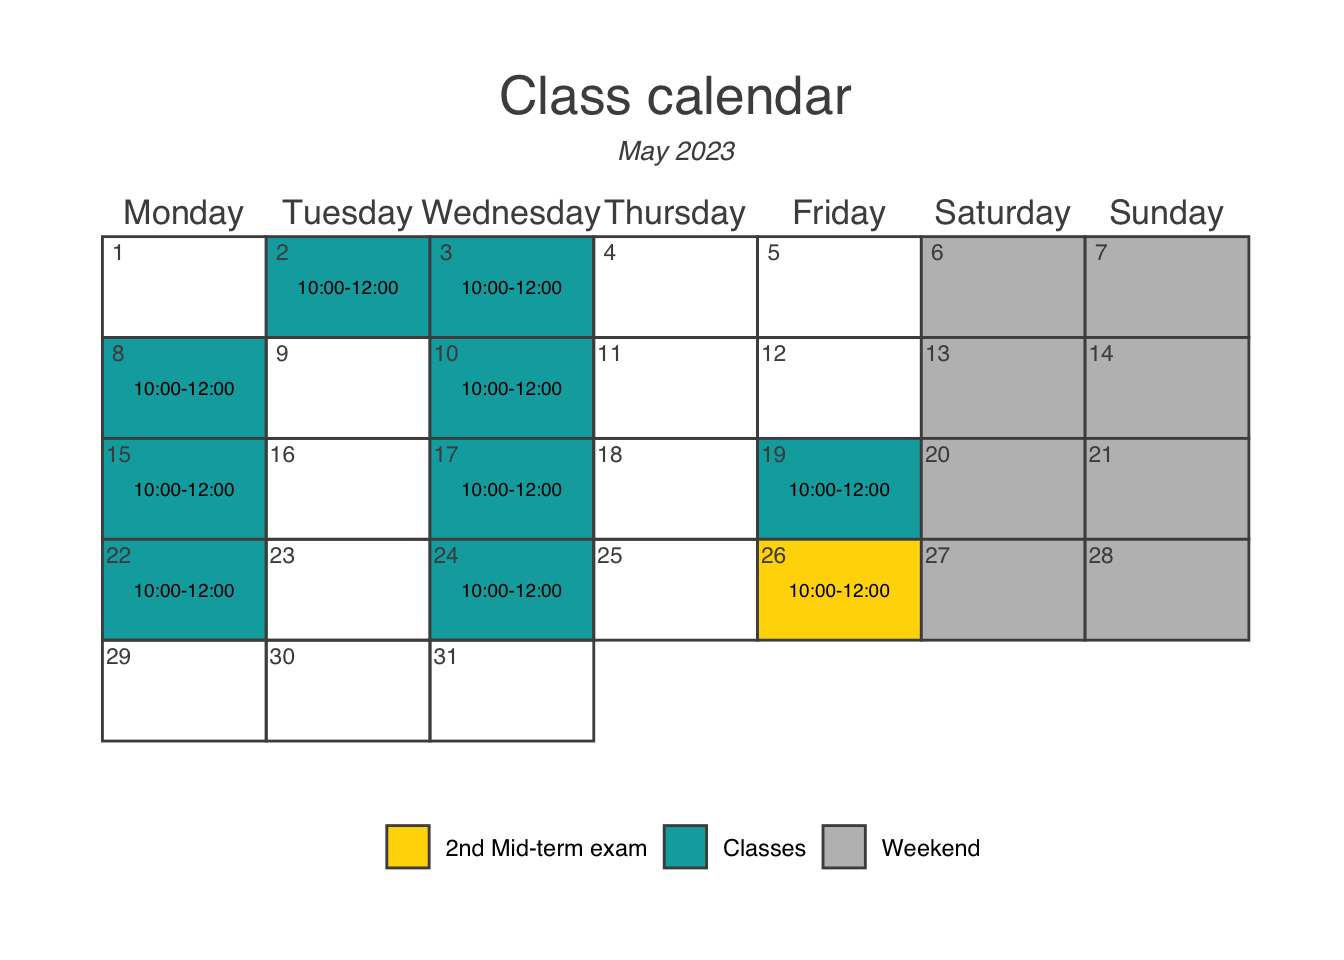 Class calendar
May 2023
Monday Tuesday Wednesday Thursday Friday Saturday Sunday
1 2 3 4 5 6 7
10:00-12:00 10:00-12:00
8 9 10 11 12 13 14
10:00-12:00 10:00-12:00
15 16 17 18 19 20 21
10:00-12:00 10:00-12:00 10:00-12:00
22 23 24 25 26 27 28
10:00-12:00 10:00-12:00 10:00-12:00
29 30 31
2nd Mid-term exam Classes Weekend